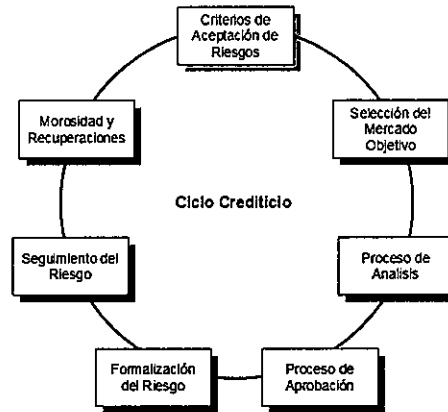 Criterios de
Aceptación de
Riesgos
Selección del
Mercado
Objetivo
Proceso de
Analisis
Proceso de
Aprobación
Formalización
del Riesgo
Seguimiento del
Riesgo
Morosidad y
Recuperaciones
Ciclo Crediticio